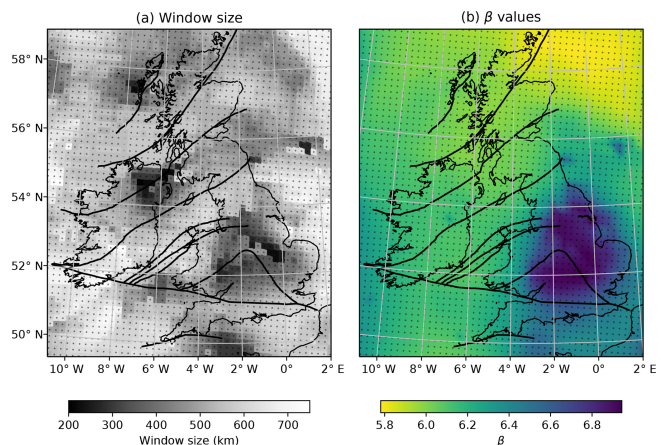 (a) Window size
(b) β values
58° N
56° N
54° N
52° N
50° N
10° W 8° W 6° W 4° W 2° W 0° 2° E
10° W 8° W 6° W 4° W 2° W 0° 2° E
200 300 400 500 600 700
Window size (km)
5.8 6.0 6.2 6.4 6.6 6.8
β